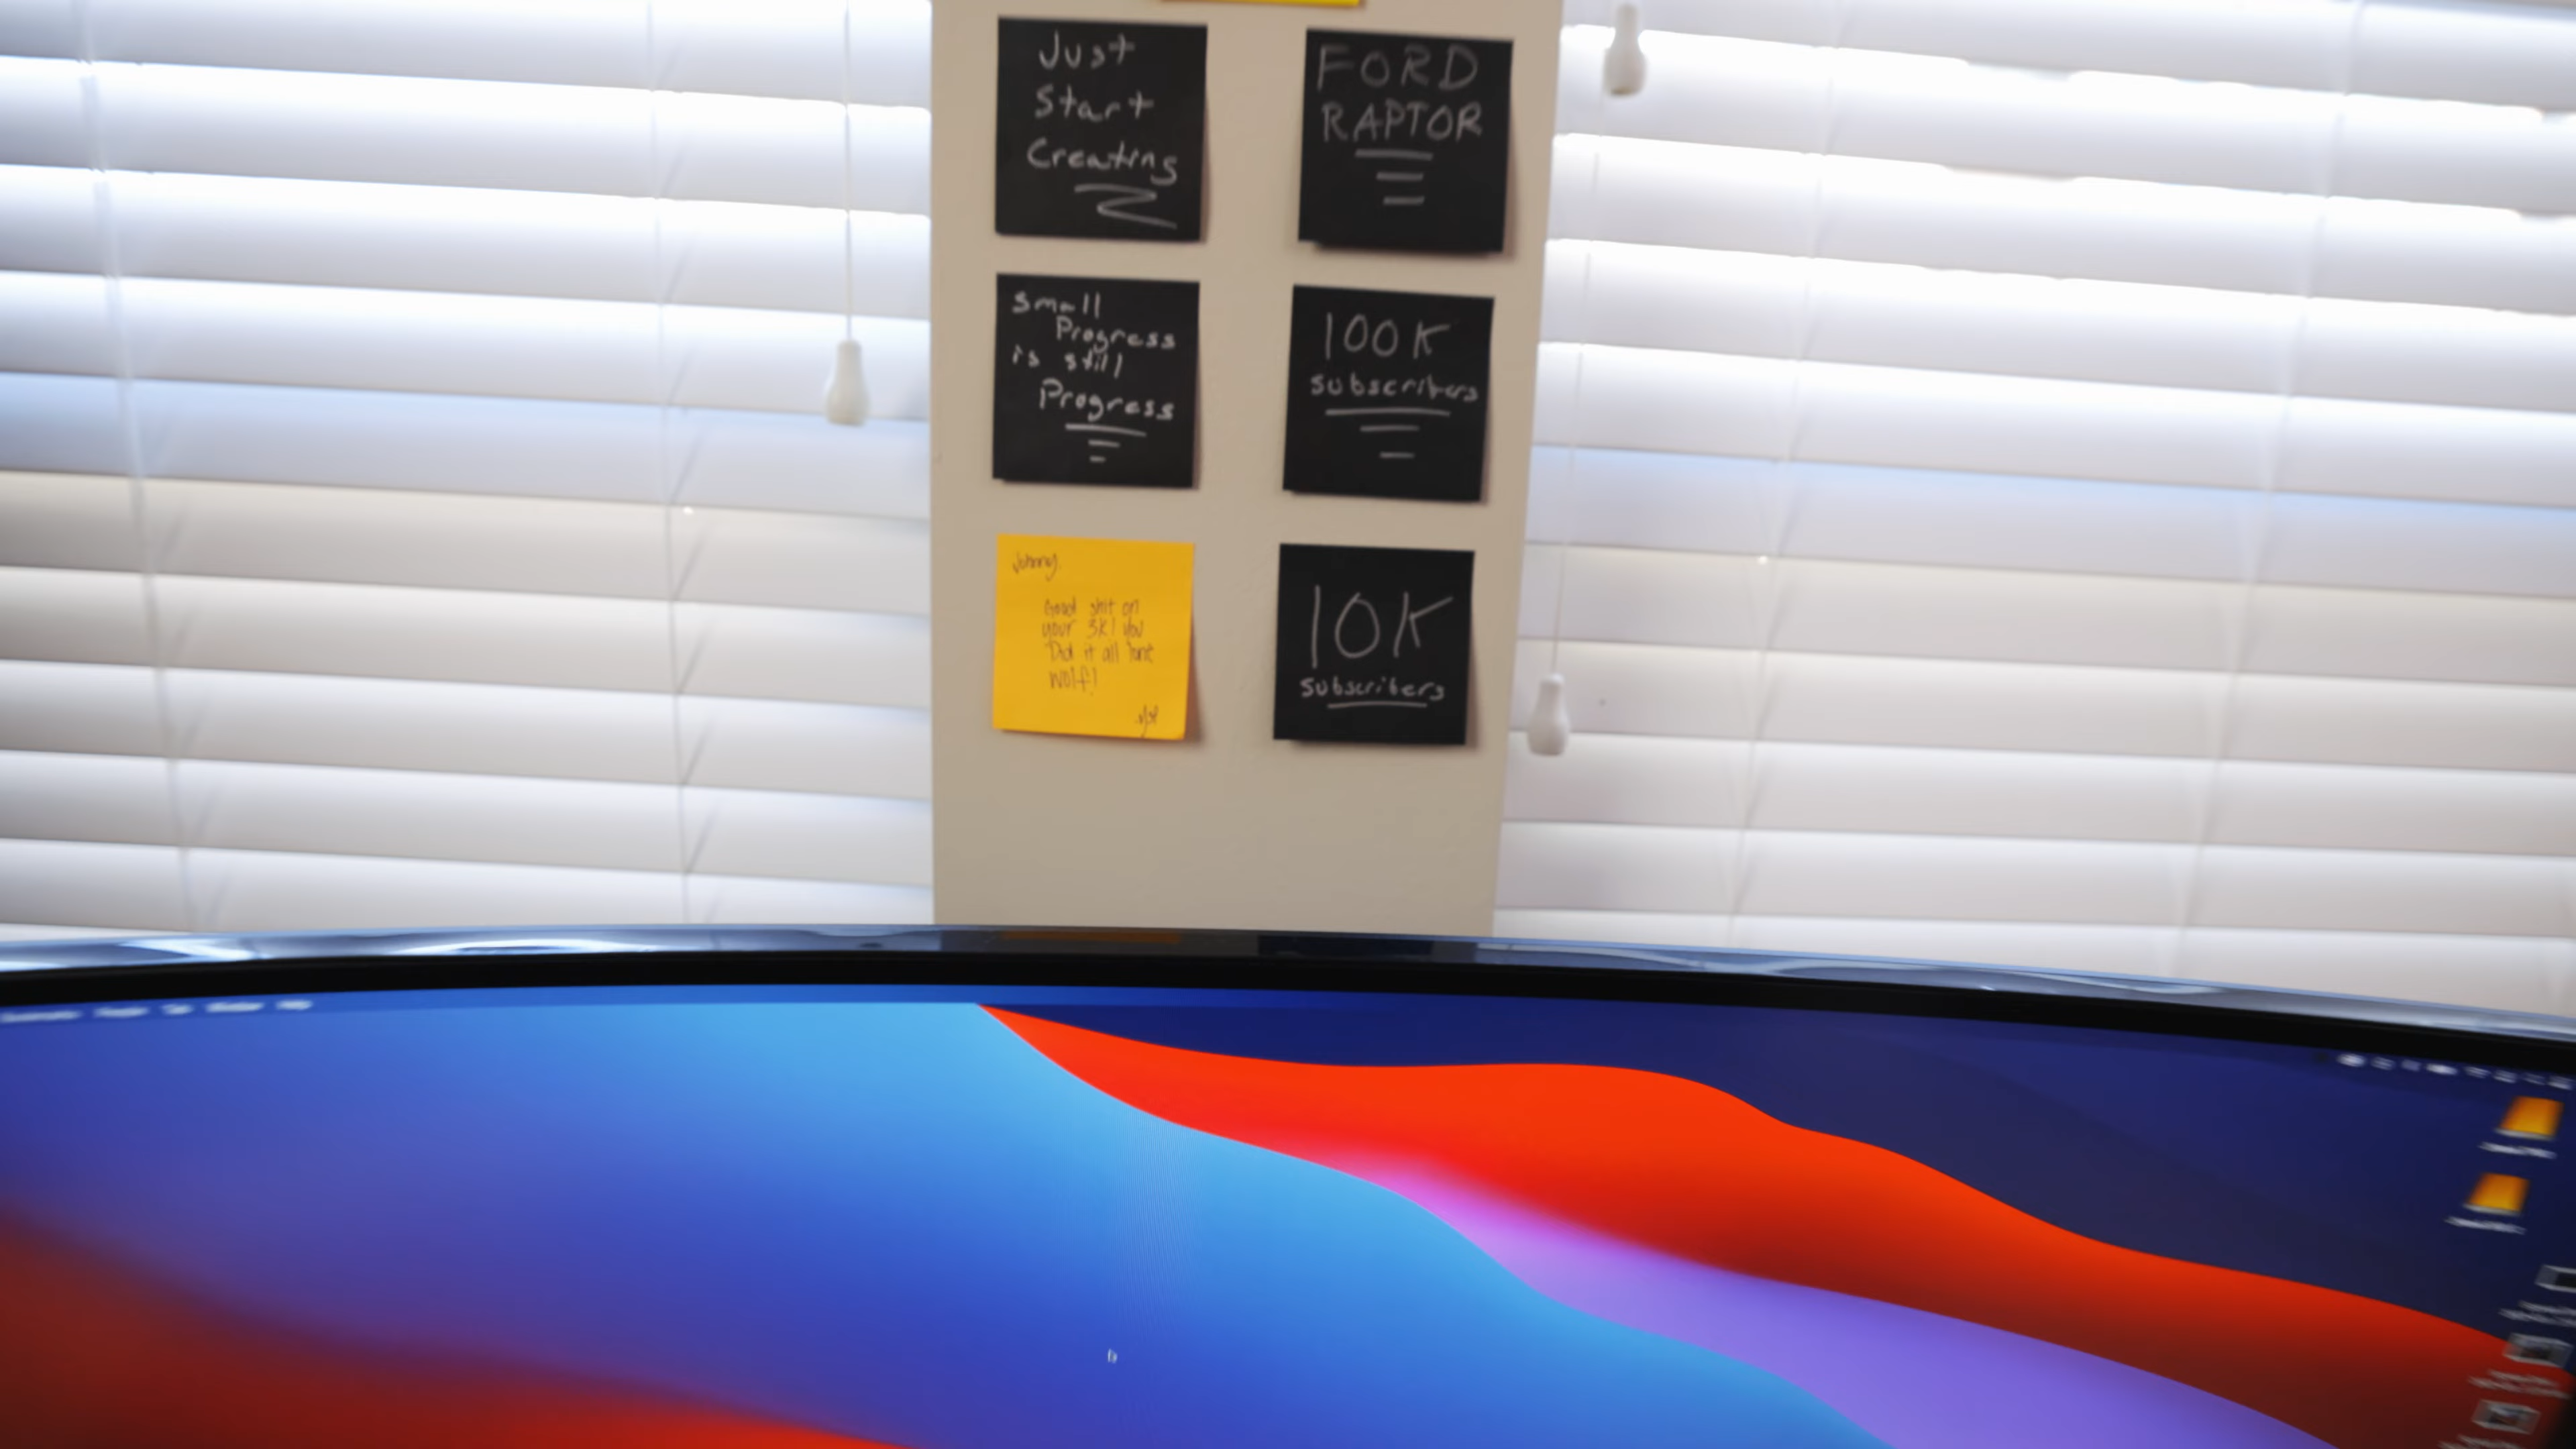 Just
Start
Creating
FORD
RAPTOR
Small
Progress
is still
Progress
100K
subscribers
Johnny,
Good shit on
your 3K! You
Did it all lone
wolf!
10K
subscribers